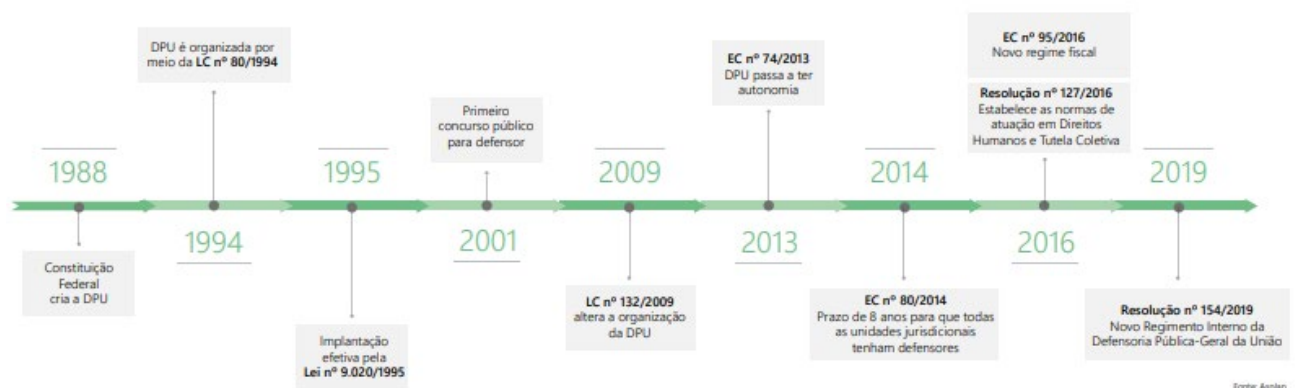 1988
Constituição
Federal
cria a DPU
DPU é organizada por
meio da LC nº 80/1994
1994
1995
Implantação
efetiva pela
Lei nº 9.020/1995
Primeiro
concurso público
para defensor
2001
2009
LC nº 132/2009
altera a organização
da DPU
EC nº 74/2013
DPU passa a ter
autonomia
2013
2014
EC nº 80/2014
Prazo de 8 anos para que todas
as unidades jurisdicionais
tenham defensores
EC nº 95/2016
Novo regime fiscal
Resolução nº 127/2016
Estabelece as normas de
atuação em Direitos
Humanos e Tutela Coletiva
2016
2019
Resolução nº 154/2019
Novo Regimento Interno da
Defensoria Pública-Geral da União
Fonte: Asplan